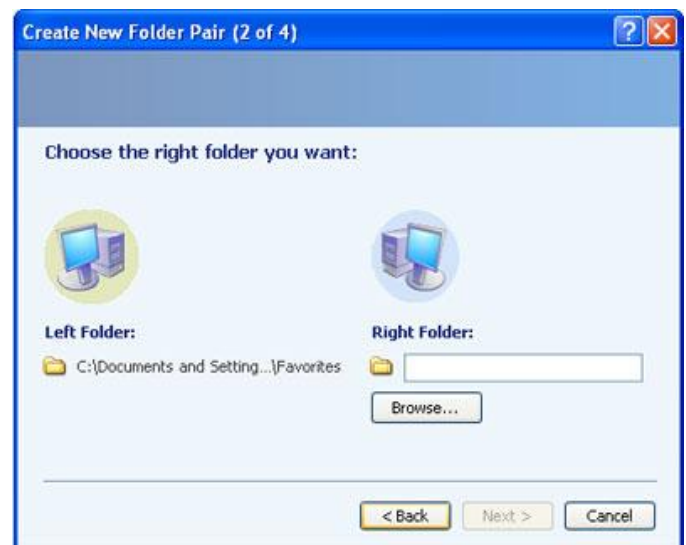 Create New Folder Pair (2 of 4)
Choose the right folder you want:
Left Folder:
C:\Documents and Setting...\Favorites
Right Folder:
Browse...
< Back
Next >
Cancel